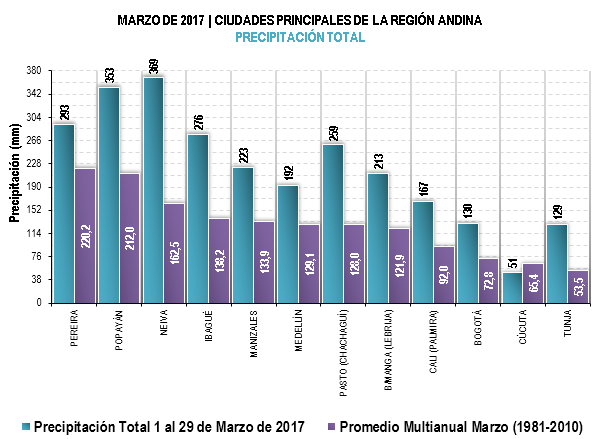 MARZO DE 2017 | CIUDADES PRINCIPALES DE LA REGIÓN ANDINA
PRECIPITACIÓN TOTAL
Precipitación (mm)
380
342
304
266
228
190
152
114
76
38
0
293
353
369
276
223
192
259
213
167
130
51
129
220,2
212,0
162,5
138,2
133,9
129,1
128,0
121,9
92,0
72,8
65,4
53,5
PEREIRA
POPAYÁN
NEIVA
IBAGUÉ
MANIZALES
MEDELLÍN
PASTO (CHACHAGUÍ)
B/MANGA (LEBRIJA)
CALI (PALMIRA)
BOGOTÁ
CÚCUTA
TUNJA
Precipitación Total 1 al 29 de Marzo de 2017
Promedio Multianual Marzo (1981-2010)